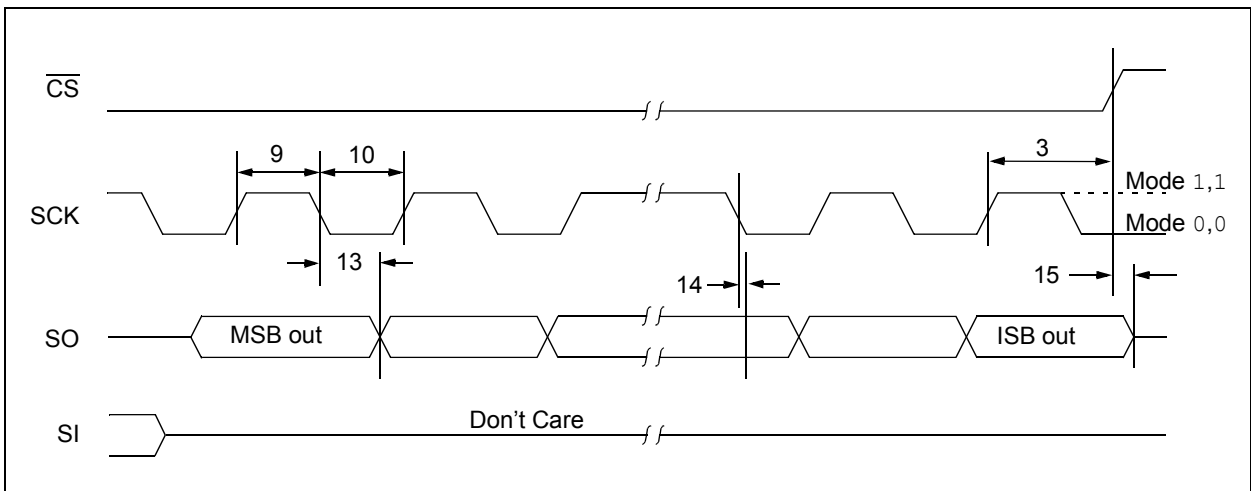 CS
9
10
3
Mode 1,1
SCK
Mode 0,0
13
14
15
SO
MSB out
ISB out
Don't Care
SI